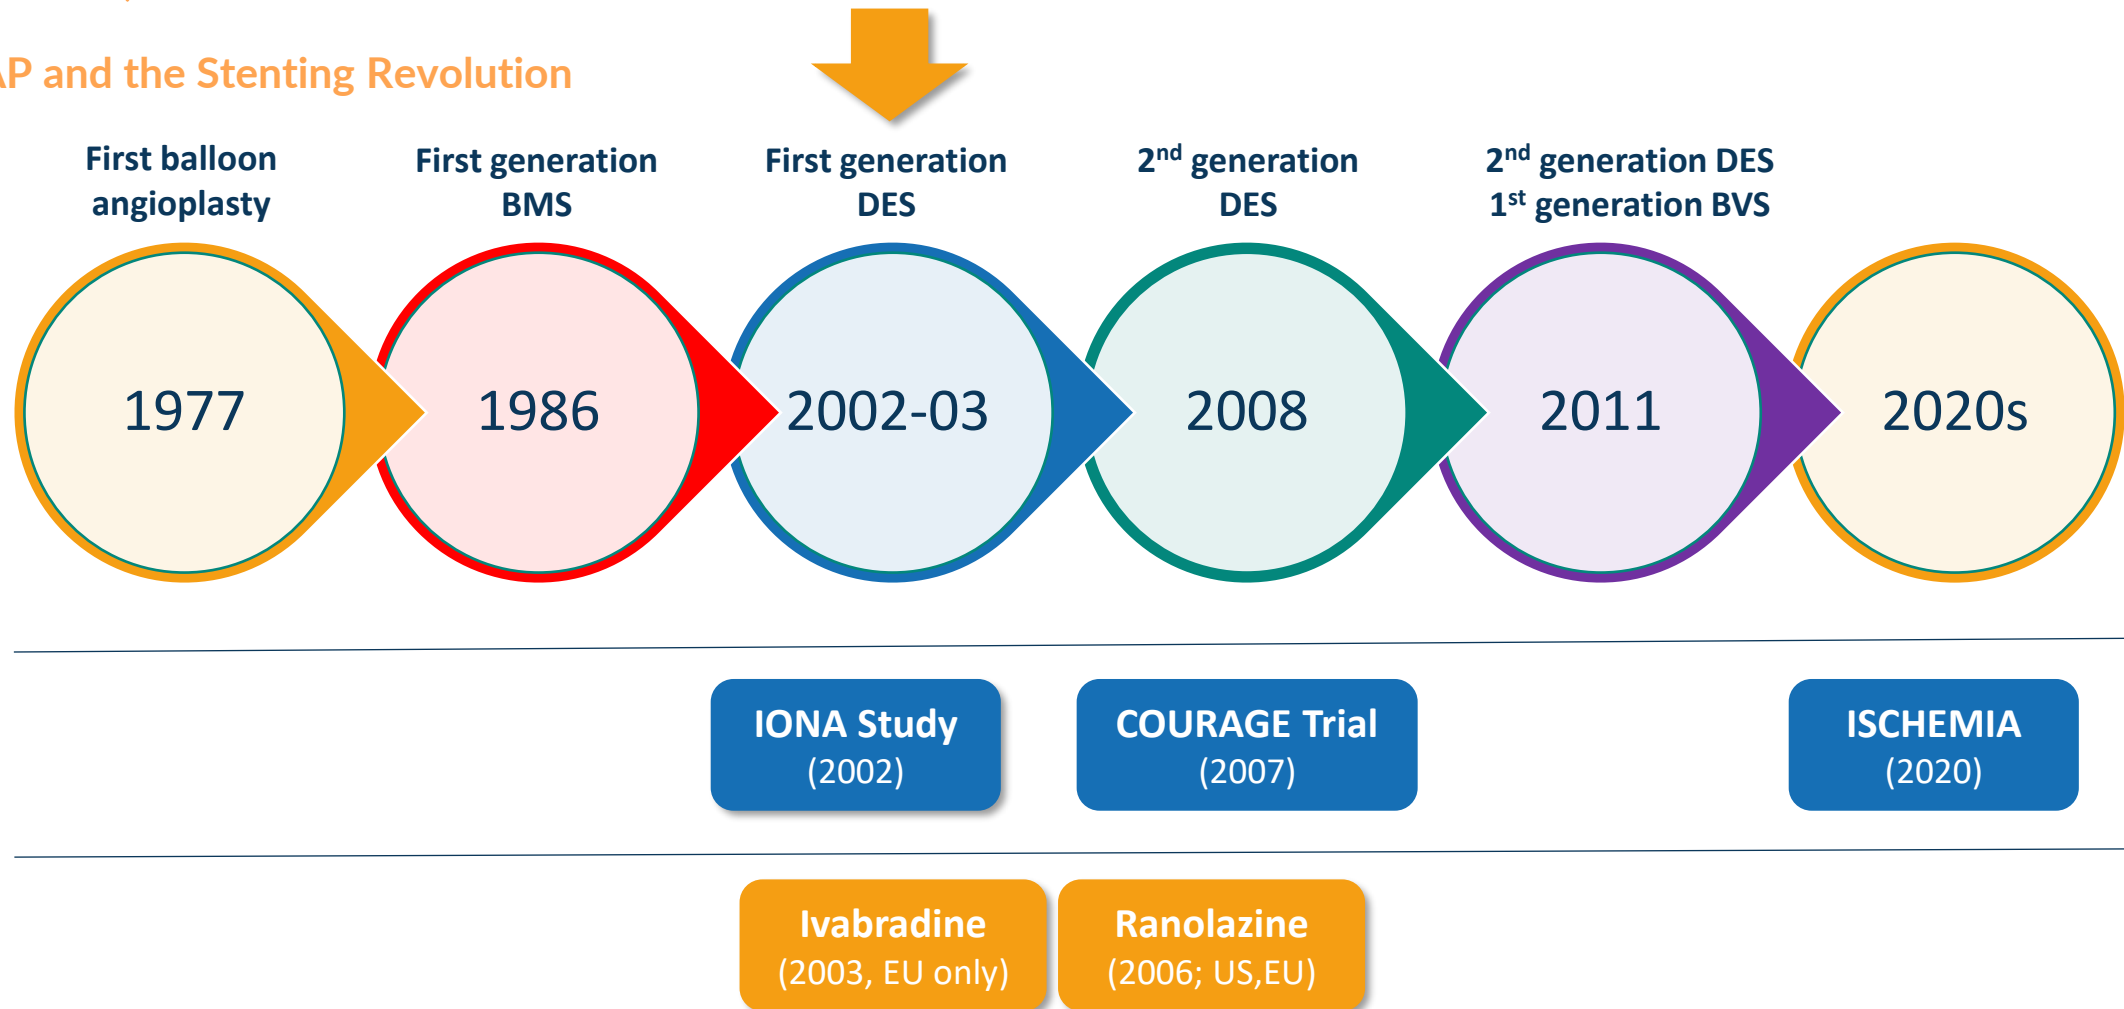 AP and the Stenting Revolution
First balloon
angioplasty
First generation
BMS
First generation
DES
2nd generation
DES
2nd generation DES
1st generation BVS
1977
1986
2002-03
2008
2011
2020s
IONA Study
(2002)
COURAGE Trial
(2007)
ISCHEMIA
(2020)
Ivabradine
(2003, EU only)
Ranolazine
(2006; US,EU)